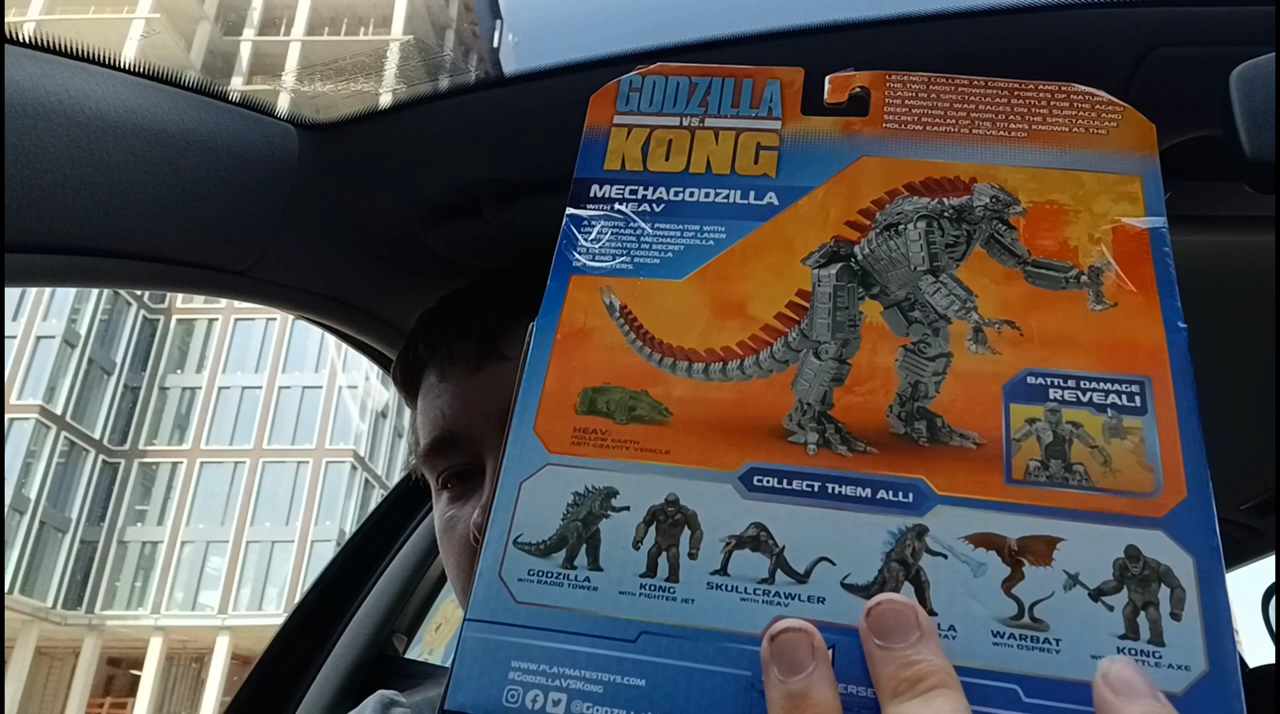 GODZILLA
VS.
KONG
LEGENDS COLLIDE AS GODZILLA AND KONG,
THE TWO MOST POWERFUL FORCES OF NATURE,
CLASH IN A SPECTACULAR BATTLE FOR THE AGES!
THE MONSTER WAR RAGES ON THE SURFACE AND
DEEP WITHIN OUR WORLD AS THE SPECTACULAR
SECRET REALM OF THE TITANS KNOWN AS THE
HOLLOW EARTH IS REVEALED!
MECHAGODZILLA
WITH HEAV
A ROBOTIC APEX PREDATOR WITH
UNSTOPPABLE POWERS OF LASER
DESTRUCTION, MECHAGODZILLA
WAS CREATED IN SECRET
TO DESTROY GODZILLA
AND END THE REIGN
OF MONSTERS.
HEAV:
HOLLOW EARTH
ANTI-GRAVITY VEHICLE
BATTLE DAMAGE
REVEAL!
COLLECT THEM ALL!
GODZILLA
WITH RADIO TOWER
KONG
WITH FIGHTER JET
SKULLCRAWLER
WITH HEAV
WARBAT
WITH OSPREY
KONG
WWW.PLAYMATESTOYS.COM
#GODZILLAVSKONG